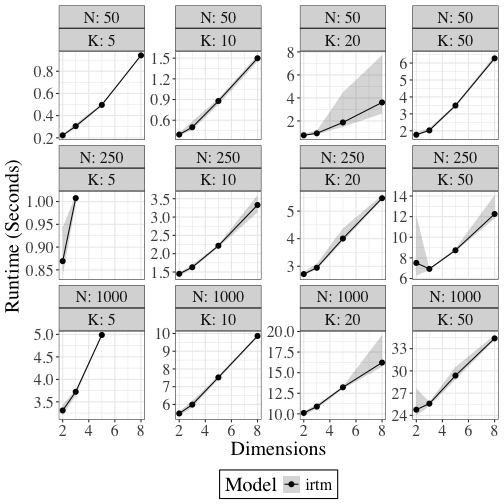 N: 50 N: 50 N: 50 N: 50
K: 5 K: 10 K: 20 K: 50
0.8 1.5 8 6
0.6 1.2 6 5
0.4 0.9 4 4
0.2 0.6 2 3
2
N: 250 N: 250 N: 250 N: 250
K: 5 K: 10 K: 20 K: 50
1.00 3.5 5 14
0.95 3.0 4 12
0.90 2.5 3 10
0.85 2.0 8
1.5 6
N: 1000 N: 1000 N: 1000 N: 1000
K: 5 K: 10 K: 20 K: 50
5.0 10 20.0 33
4.5 9 17.5 30
4.0 8 15.0 27
3.5 7 12.5 24
6 10.0
2 4 6 8 2 4 6 8 2 4 6 8 2 4 6 8
Runtime (Seconds)
Dimensions
Model irtm